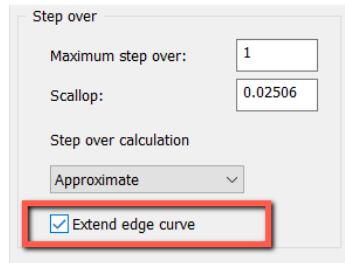 Step over
Maximum step over: 1
Scallop: 0.02506
Step over calculation
Approximate
Extend edge curve